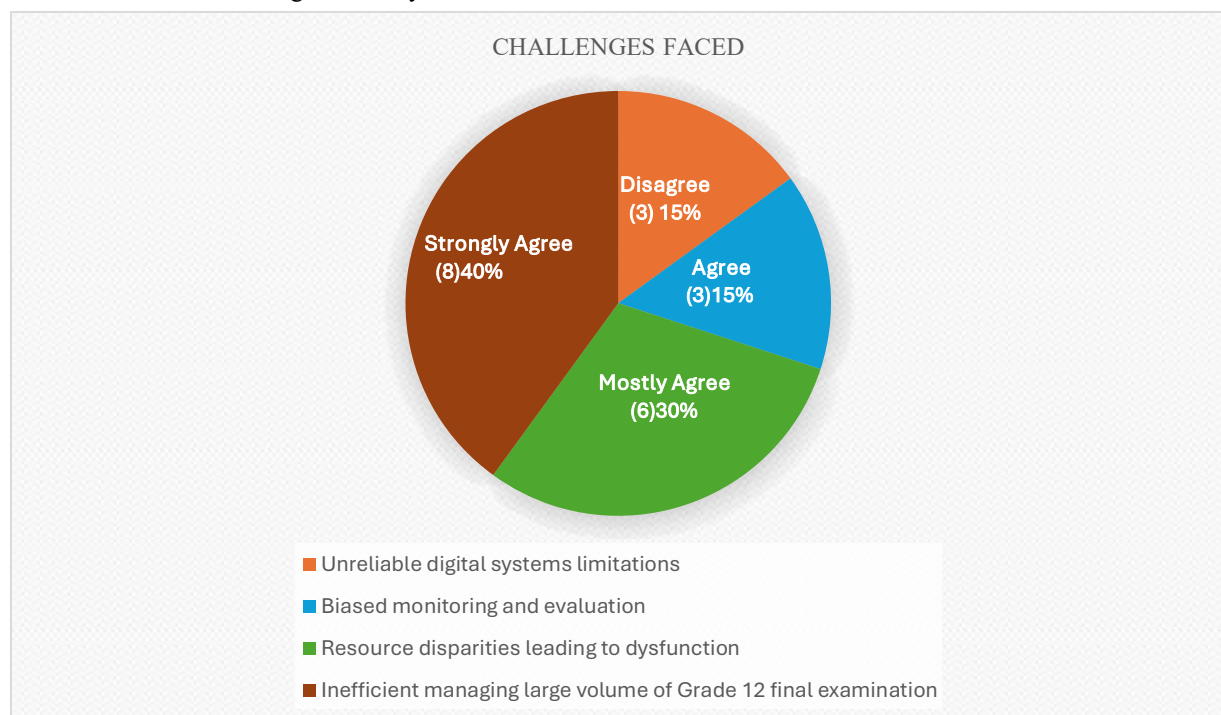 CHALLENGES FACED
Disagree
(3) 15%
Agree
(3)15%
Strongly Agree
(8)40%
Mostly Agree
(6)30%
Unreliable digital systems limitations
Biased monitoring and evaluation
Resource disparities leading to dysfunction
Inefficient managing large volume of Grade 12 final examination